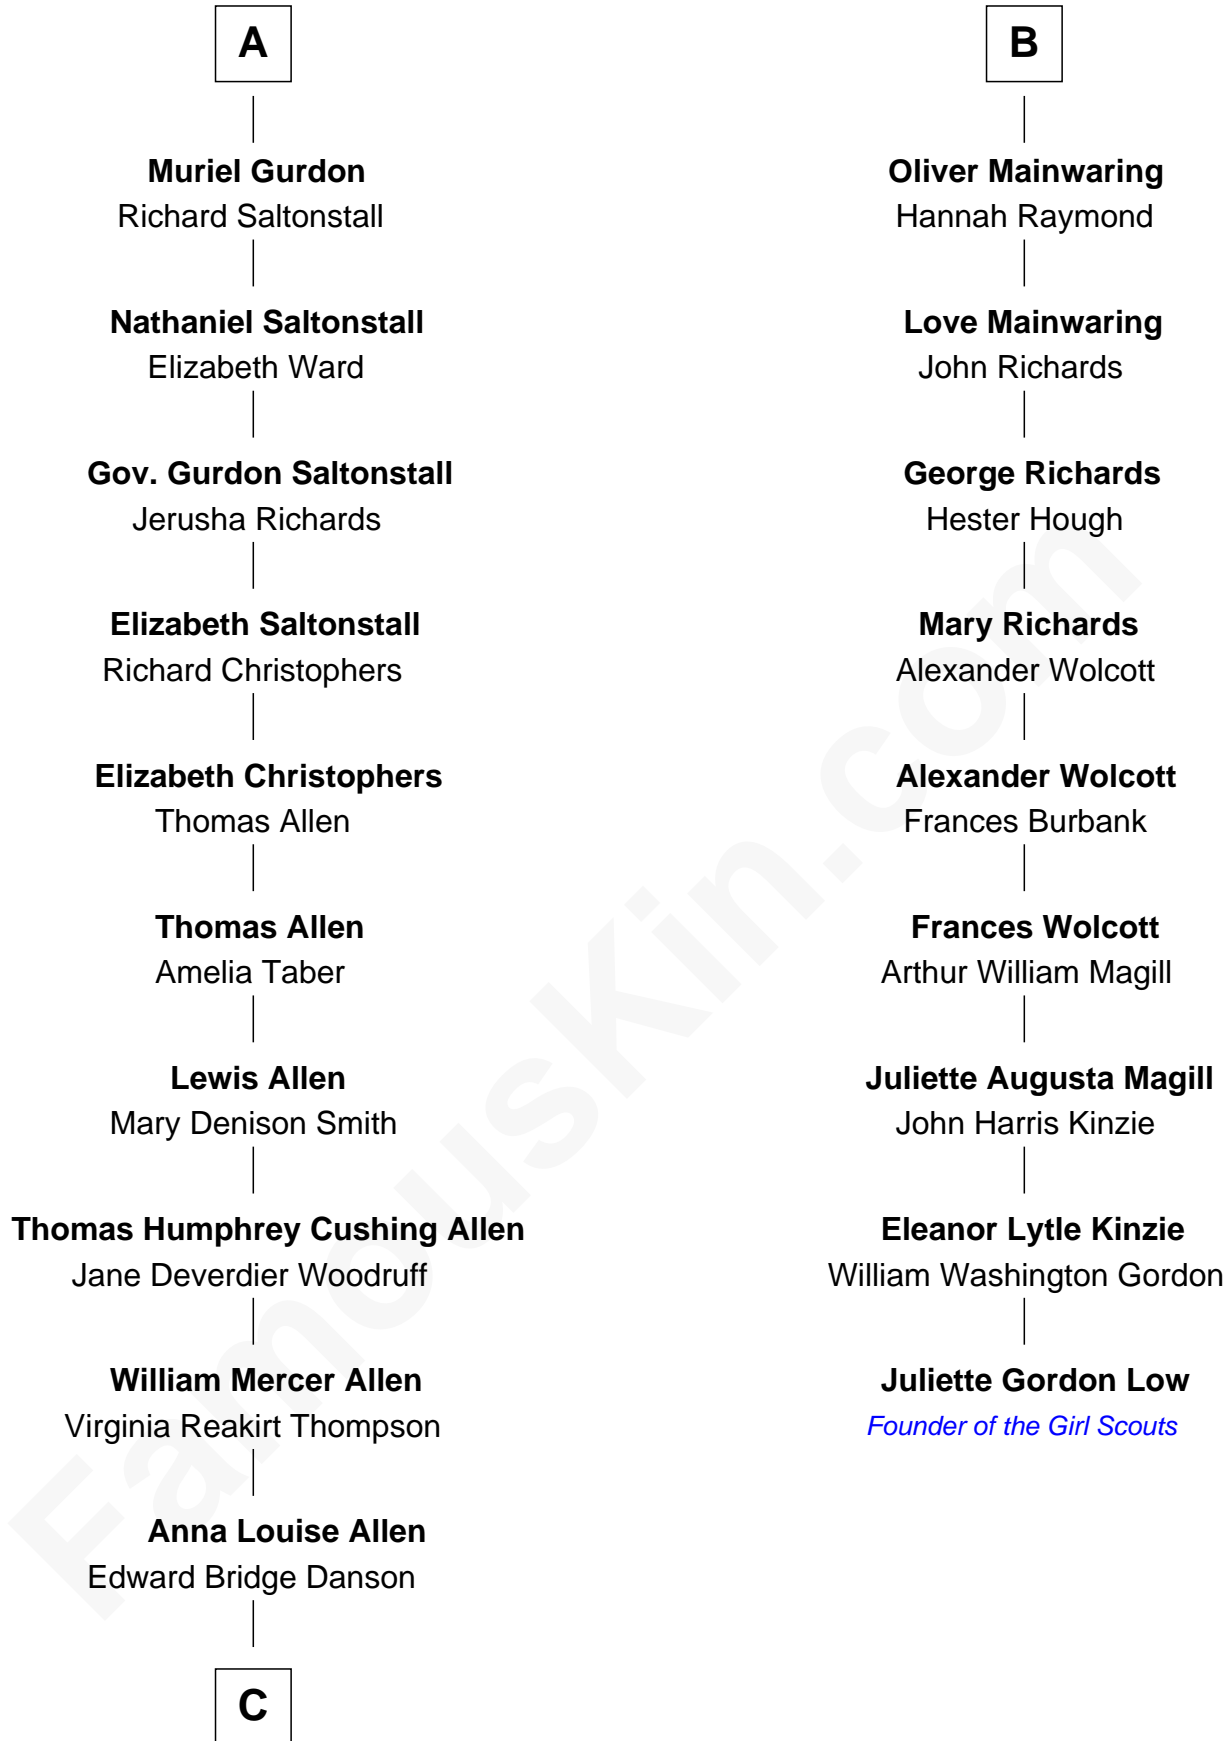 A
Muriel Gurdon
Richard Saltonstall
Nathaniel Saltonstall
Elizabeth Ward
Gov. Gurdon Saltonstall
Jerusha Richards
Elizabeth Saltonstall
Richard Christophers
Elizabeth Christophers
Thomas Allen
Thomas Allen
Amelia Taber
Lewis Allen
Mary Denison Smith
Thomas Humphrey Cushing Allen
Jane Deverdier Woodruff
William Mercer Allen
Virginia Reakirt Thompson
Anna Louise Allen
Edward Bridge Danson
C
B
Oliver Mainwaring
Hannah Raymond
Love Mainwaring
John Richards
George Richards
Hester Hough
Mary Richards
Alexander Wolcott
Alexander Wolcott
Frances Burbank
Frances Wolcott
Arthur William Magill
Juliette Augusta Magill
John Harris Kinzie
Eleanor Lytle Kinzie
William Washington Gordon
Juliette Gordon Low
Founder of the Girl Scouts
FamousKin.com